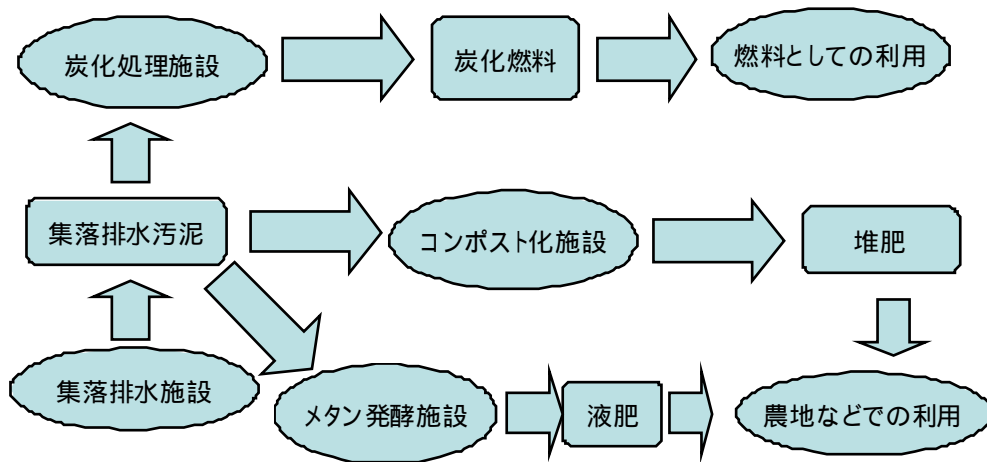 炭化処理施設
炭化燃料
燃料としての利用
集落排水汚泥
コンポスト化施設
堆肥
集落排水施設
メタン発酵施設
液肥
農地などでの利用